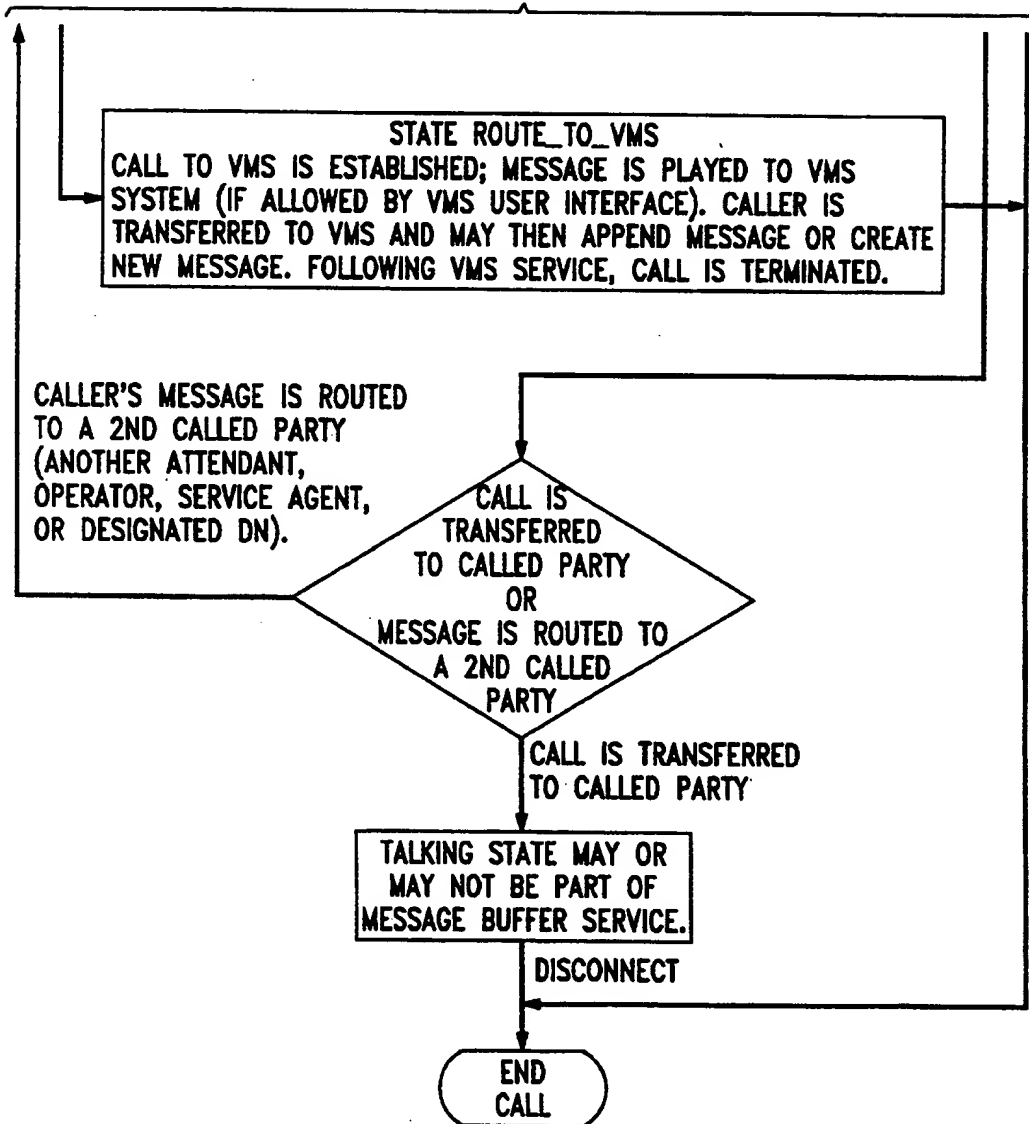 STATE ROUTE_TO_VMS
CALL TO VMS IS ESTABLISHED; MESSAGE IS PLAYED TO VMS
SYSTEM (IF ALLOWED BY VMS USER INTERFACE). CALLER IS
TRANSFERRED TO VMS AND MAY THEN APPEND MESSAGE OR CREATE
NEW MESSAGE. FOLLOWING VMS SERVICE, CALL IS TERMINATED.
CALLER'S MESSAGE IS ROUTED
TO A 2ND CALLED PARTY
(ANOTHER ATTENDANT,
OPERATOR, SERVICE AGENT,
OR DESIGNATED DN).
CALL IS
TRANSFERRED
TO CALLED PARTY
OR
MESSAGE IS ROUTED TO
A 2ND CALLED
PARTY
CALL IS TRANSFERRED
TO CALLED PARTY
TALKING STATE MAY OR
MAY NOT BE PART OF
MESSAGE BUFFER SERVICE.
DISCONNECT
END
CALL